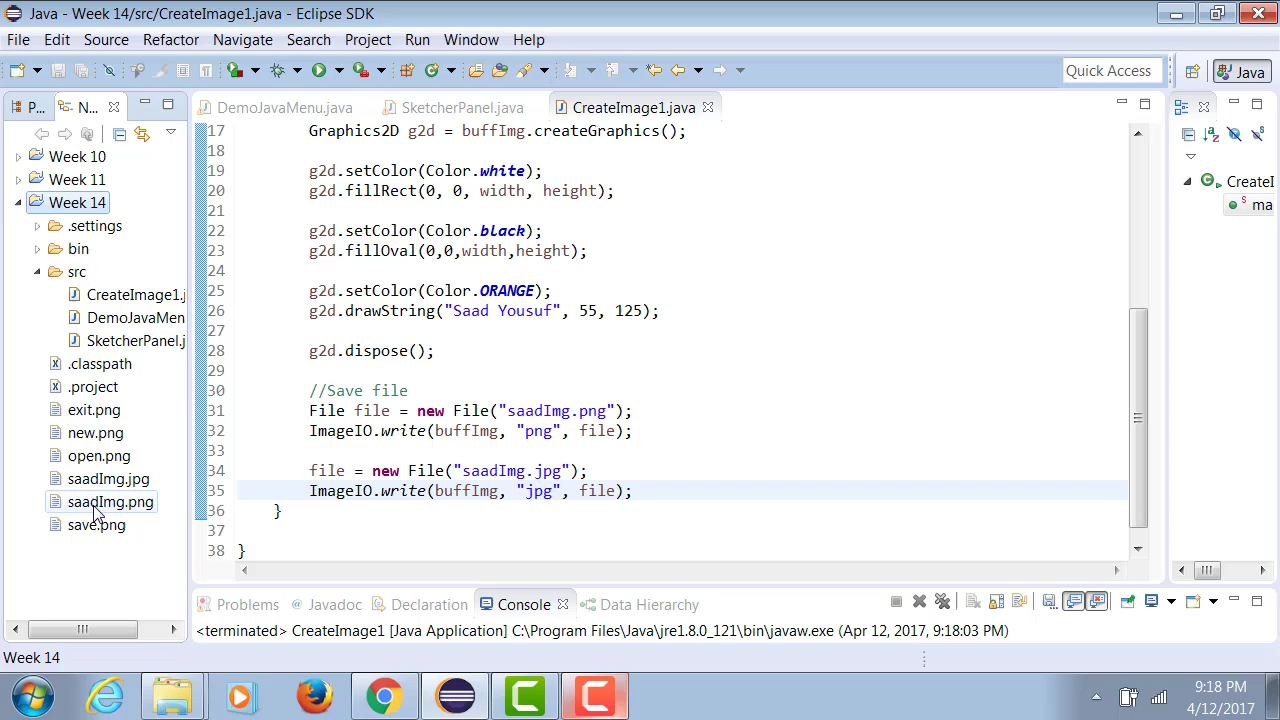 Java - Week 14/src/CreateImage1.java - Eclipse SDK
File Edit Source Refactor Navigate Search Project Run Window Help
Quick Access Java
P... N... DemoJavaMenu.java SketcherPanel.java CreateImage1.java
Week 10
Week 11
Week 14
.settings
bin
src
CreateImage1.j
DemoJavaMen
SketcherPanel.j
.classpath
.project
exit.png
new.png
open.png
saadImg.jpg
saadImg.png
save.png
17 Graphics2D g2d = buffImg.createGraphics();
18
19 g2d.setColor(Color.white);
20 g2d.fillRect(0, 0, width, height);
21
22 g2d.setColor(Color.black);
23 g2d.fillOval(0,0,width,height);
24
25 g2d.setColor(Color.ORANGE);
26 g2d.drawString("Saad Yousuf", 55, 125);
27
28 g2d.dispose();
29
30 //Save file
31 File file = new File("saadImg.png");
32 ImageIO.write(buffImg, "png", file);
33
34 file = new File("saadImg.jpg");
35 ImageIO.write(buffImg, "jpg", file);
36 }
37
38 }
CreateI
ma
Problems @ Javadoc Declaration Console Data Hierarchy
<terminated> CreateImage1 [Java Application] C:\Program Files\Java\jre1.8.0_121\bin\javaw.exe (Apr 12, 2017, 9:18:03 PM)
Week 14
9:18 PM
4/12/2017